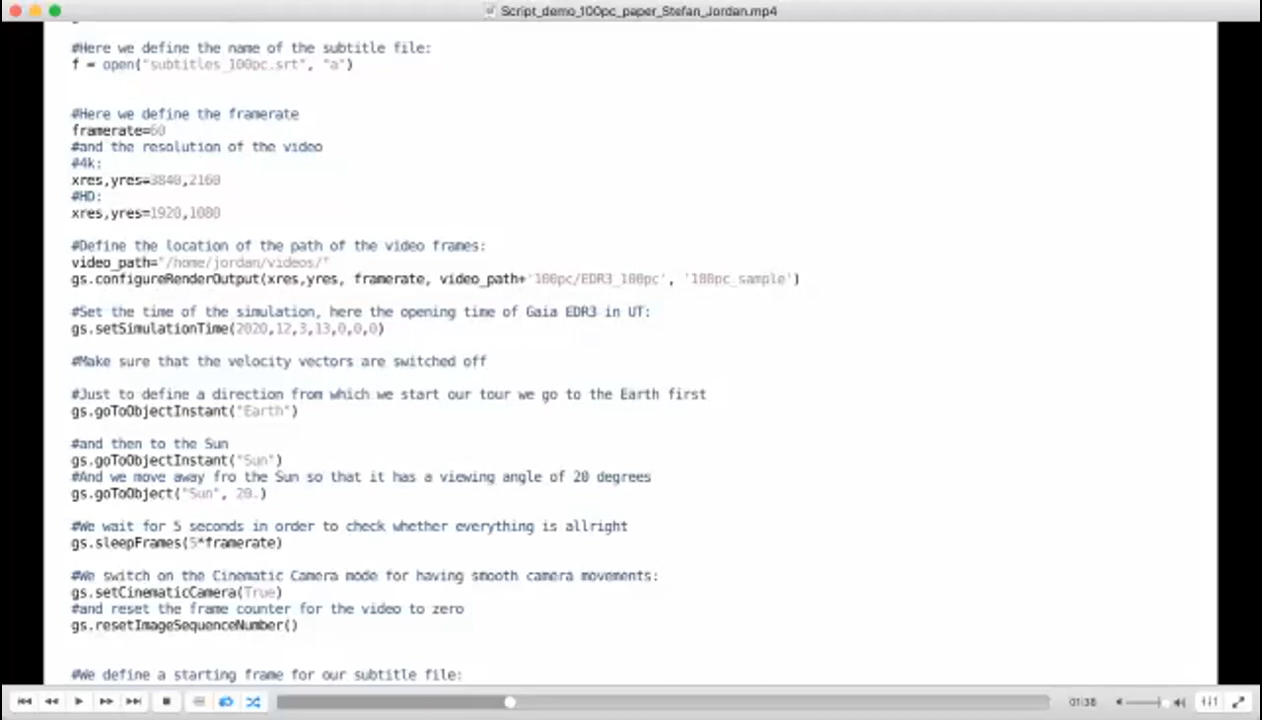 Script_demo_100pc_paper_Stefan_Jordan.mp4
#Here we define the name of the subtitle file:
f = open("subtitles_100pc.srt", "a")
#Here we define the framerate
framerate=60
#and the resolution of the video
#4k:
xres,yres=3840,2160
#HD:
xres,yres=1920,1080
#Define the location of the path of the video frames:
video_path="/home/jordan/videos/"
gs.configureRenderOutput(xres,yres, framerate, video_path+'100pc/EDR3_100pc', '100pc_sample')
#Set the time of the simulation, here the opening time of Gaia EDR3 in UT:
gs.setSimulationTime(2020,12,3,13,0,0,0)
#Make sure that the velocity vectors are switched off
#Just to define a direction from which we start our tour we go to the Earth first
gs.goToObjectInstant("Earth")
#and then to the Sun
gs.goToObjectInstant("Sun")
#And we move away fro the Sun so that it has a viewing angle of 20 degrees
gs.goToObject("Sun", 20.)
#We wait for 5 seconds in order to check whether everything is allright
gs.sleepFrames(5*framerate)
#We switch on the Cinematic Camera mode for having smooth camera movements:
gs.setCinematicCamera(True)
#and reset the frame counter for the video to zero
gs.resetImageSequenceNumber()
#We define a starting frame for our subtitle file:
01:38